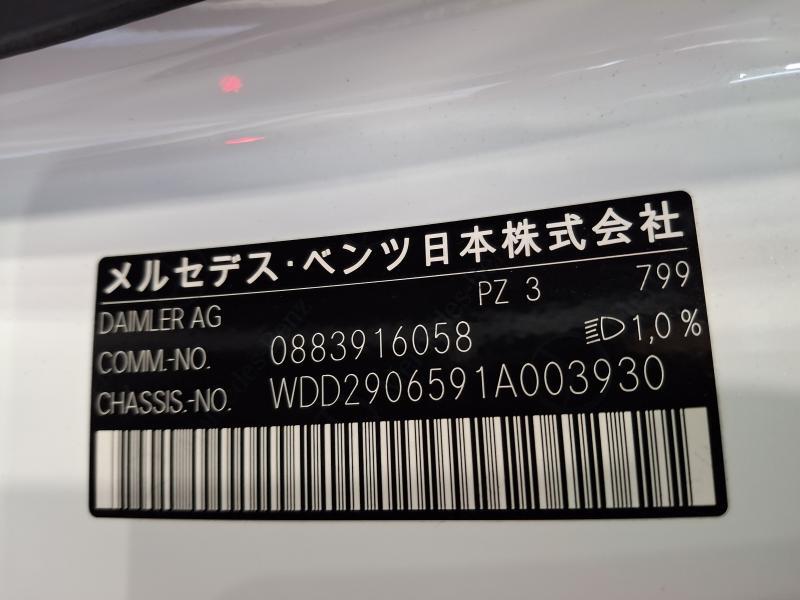 メルセデス・ベンツ日本株式会社
DAIMLER AG PZ 3 799
COMM.-NO. 0883916058 1,0 %
CHASSIS.-NO. WDD2906591A003930